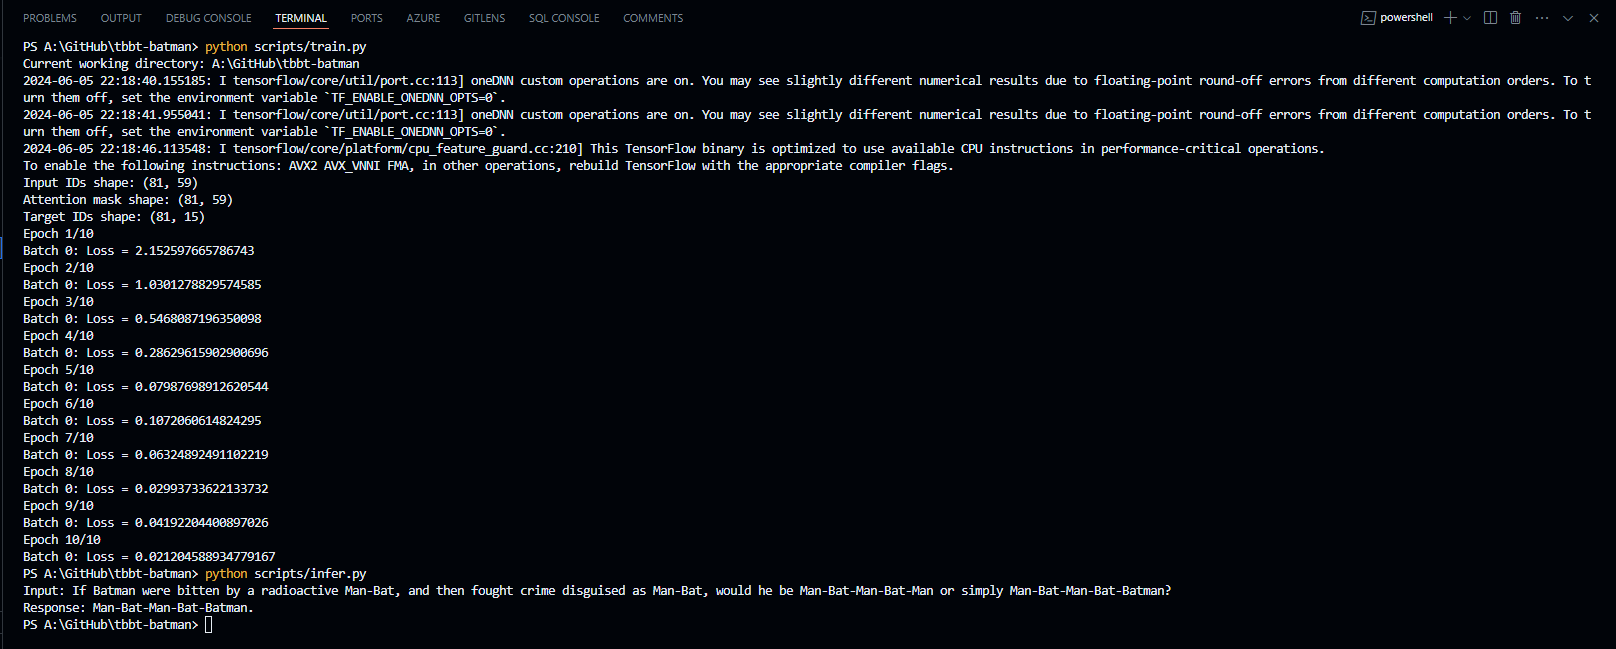 PROBLEMS OUTPUT DEBUG CONSOLE TERMINAL PORTS AZURE GITLENS SQL CONSOLE COMMENTS powershell
PS A:\GitHub\tbbt-batman> python scripts/train.py
Current working directory: A:\GitHub\tbbt-batman
2024-06-05 22:18:40.155185: I tensorflow/core/util/port.cc:113] oneDNN custom operations are on. You may see slightly different numerical results due to floating-point round-off errors from different computation orders. To t
urn them off, set the environment variable `TF_ENABLE_ONEDNN_OPTS=0`.
2024-06-05 22:18:41.955041: I tensorflow/core/util/port.cc:113] oneDNN custom operations are on. You may see slightly different numerical results due to floating-point round-off errors from different computation orders. To t
urn them off, set the environment variable `TF_ENABLE_ONEDNN_OPTS=0`.
2024-06-05 22:18:46.113548: I tensorflow/core/platform/cpu_feature_guard.cc:210] This TensorFlow binary is optimized to use available CPU instructions in performance-critical operations.
To enable the following instructions: AVX2 AVX_VNNI FMA, in other operations, rebuild TensorFlow with the appropriate compiler flags.
Input IDs shape: (81, 59)
Attention mask shape: (81, 59)
Target IDs shape: (81, 15)
Epoch 1/10
Batch 0: Loss = 2.152597665786743
Epoch 2/10
Batch 0: Loss = 1.0301278829574585
Epoch 3/10
Batch 0: Loss = 0.5468087196350098
Epoch 4/10
Batch 0: Loss = 0.28629615902900696
Epoch 5/10
Batch 0: Loss = 0.07987698912620544
Epoch 6/10
Batch 0: Loss = 0.1072060614824295
Epoch 7/10
Batch 0: Loss = 0.06324892491102219
Epoch 8/10
Batch 0: Loss = 0.02993733622133732
Epoch 9/10
Batch 0: Loss = 0.04192204400897026
Epoch 10/10
Batch 0: Loss = 0.021204588934779167
PS A:\GitHub\tbbt-batman> python scripts/infer.py
Input: If Batman were bitten by a radioactive Man-Bat, and then fought crime disguised as Man-Bat, would he be Man-Bat-Man-Bat-Man or simply Man-Bat-Man-Bat-Batman?
Response: Man-Bat-Man-Bat-Batman.
PS A:\GitHub\tbbt-batman>